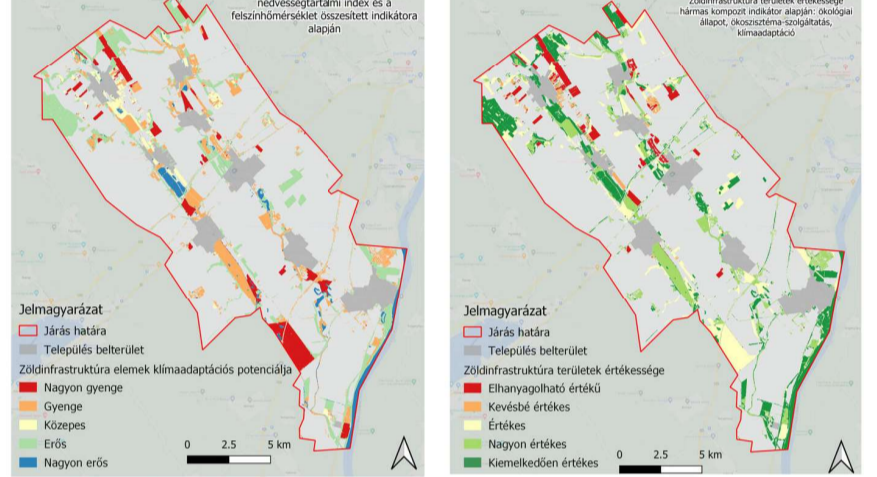 nedvességtartalmi index és a
felszínhőmérséklet összesített indikátora
alapján
Jelmagyarázat
Járás határa
Település belterület
Zöldinfrastruktúra elemek klímaadaptációs potenciálja
Nagyon gyenge
Gyenge
Közepes
Erős
Nagyon erős
0 2.5 5 km
Zöldinfrastruktúra területek értékessége
hármas kompozit indikátor alapján: ökológiai
állapot, ökoszisztéma-szolgáltatás,
klímaadaptáció
Jelmagyarázat
Járás határa
Település belterület
Zöldinfrastruktúra területek értékessége
Elhanyagolható értékű
Kevésbé értékes
Értékes
Nagyon értékes
Kiemelkedően értékes
0 2.5 5 km